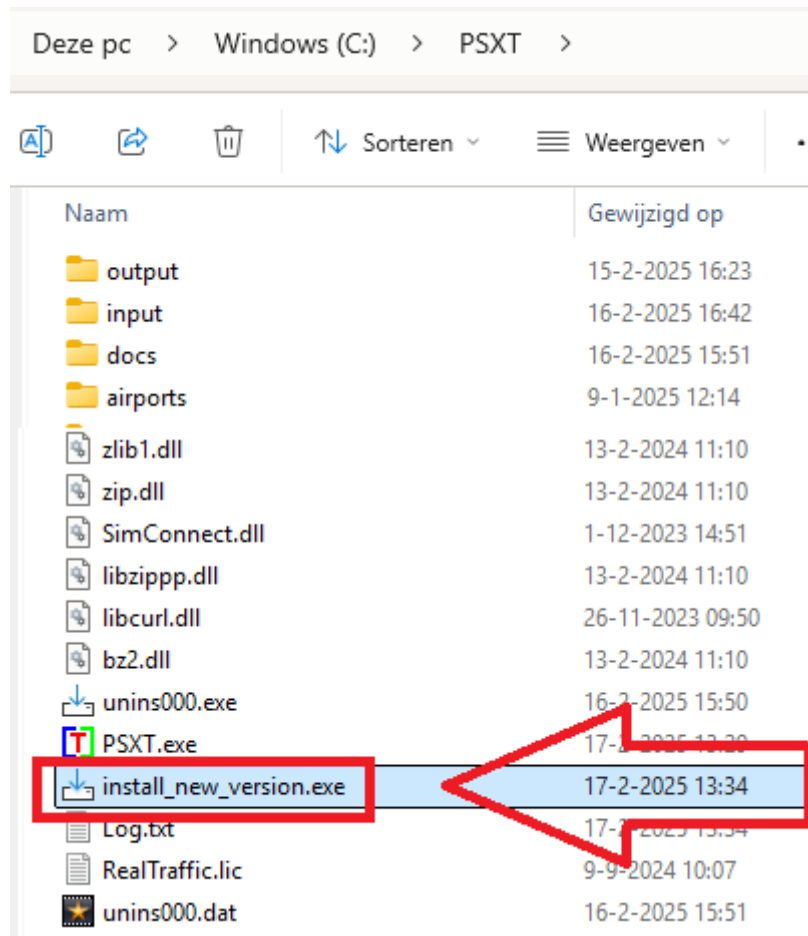 Deze pc > Windows (C:) > PSXT >
Sorteren Weergeven
Naam Gewijzigd op
output 15-2-2025 16:23
input 16-2-2025 16:42
docs 16-2-2025 15:51
airports 9-1-2025 12:14
zlib1.dll 13-2-2024 11:10
zip.dll 13-2-2024 11:10
SimConnect.dll 1-12-2023 14:51
libzippp.dll 13-2-2024 11:10
libcurl.dll 26-11-2023 09:50
bz2.dll 13-2-2024 11:10
unins000.exe 16-2-2025 15:50
PSXT.exe
install_new_version.exe 17-2-2025 13:34
Log.txt
RealTraffic.lic 9-9-2024 10:07
unins000.dat 16-2-2025 15:51